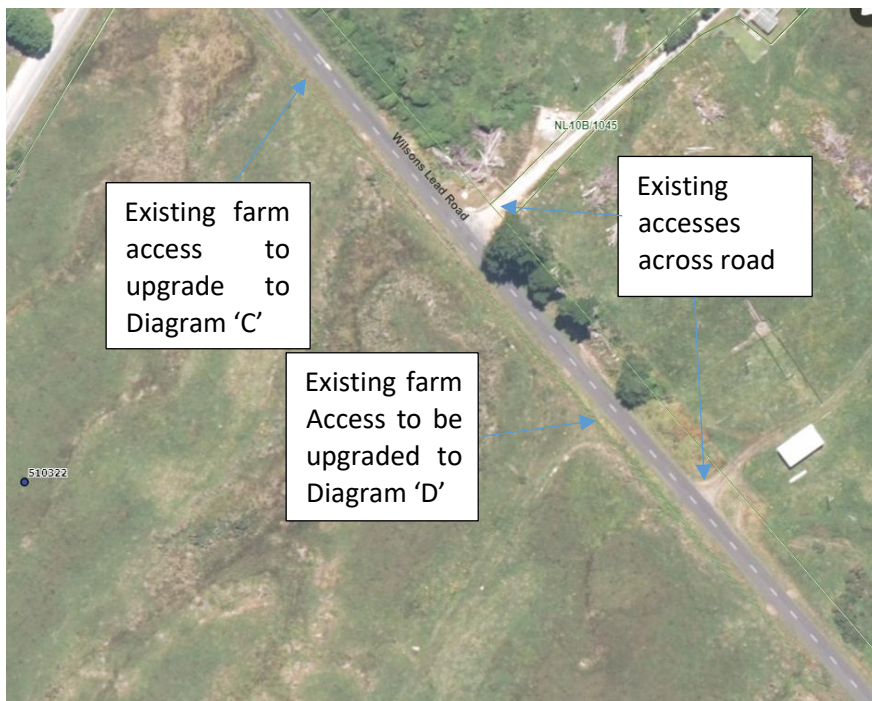 NL10B/1045
Wilsons Lead Road
Existing farm
access to
upgrade to
Diagram ‘C’
Existing
accesses
across road
Existing farm
Access to be
upgraded to
Diagram ‘D’
510322